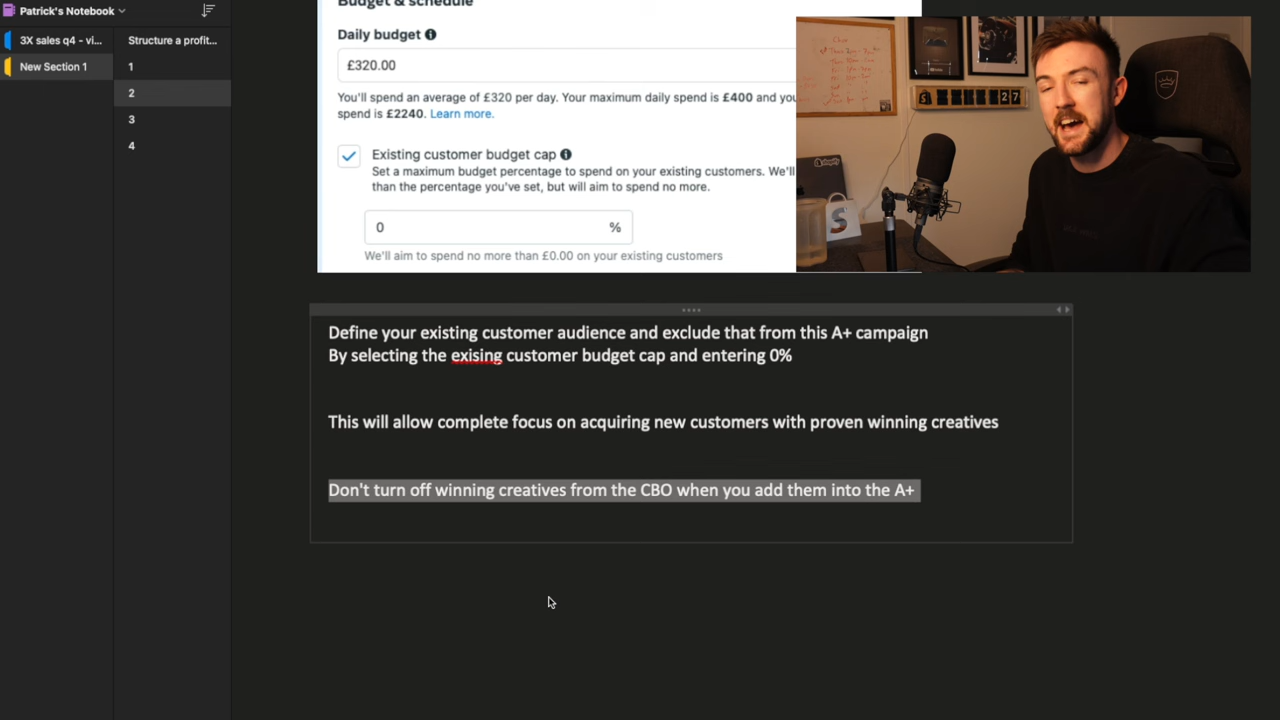 Patrick's Notebook
3X sales q4 - vi...
Structure a profit...
New Section 1
1
2
3
4
Budget & schedule
Daily budget
£320.00
You'll spend an average of £320 per day. Your maximum daily spend is £400 and you
spend is £2240. Learn more.
Existing customer budget cap
Set a maximum budget percentage to spend on your existing customers. We'll
than the percentage you've set, but will aim to spend no more.
0 %
We'll aim to spend no more than £0.00 on your existing customers
Define your existing customer audience and exclude that from this A+ campaign
By selecting the exising customer budget cap and entering 0%
This will allow complete focus on acquiring new customers with proven winning creatives
Don't turn off winning creatives from the CBO when you add them into the A+
shopify
S
27